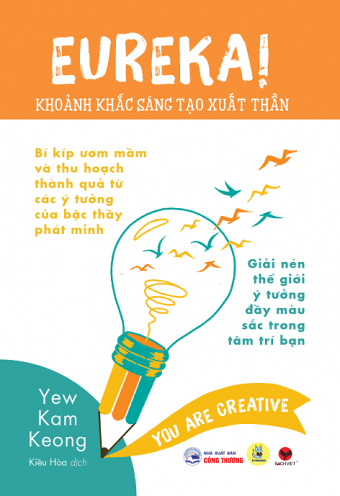 EUREKA!
KHOẢNH KHẮC SÁNG TẠO XUẤT THẦN
Bí kíp ươm mầm
và thu hoạch
thành quả từ
các ý tưởng
của bậc thầy
phát minh
Giải nén
thế giới
ý tưởng
đầy màu
sắc trong
tâm trí bạn
Yew
Kam
Keong
Kiều Hòa dịch
YOU ARE CREATIVE
NHÀ XUẤT BẢN
CÔNG THƯƠNG